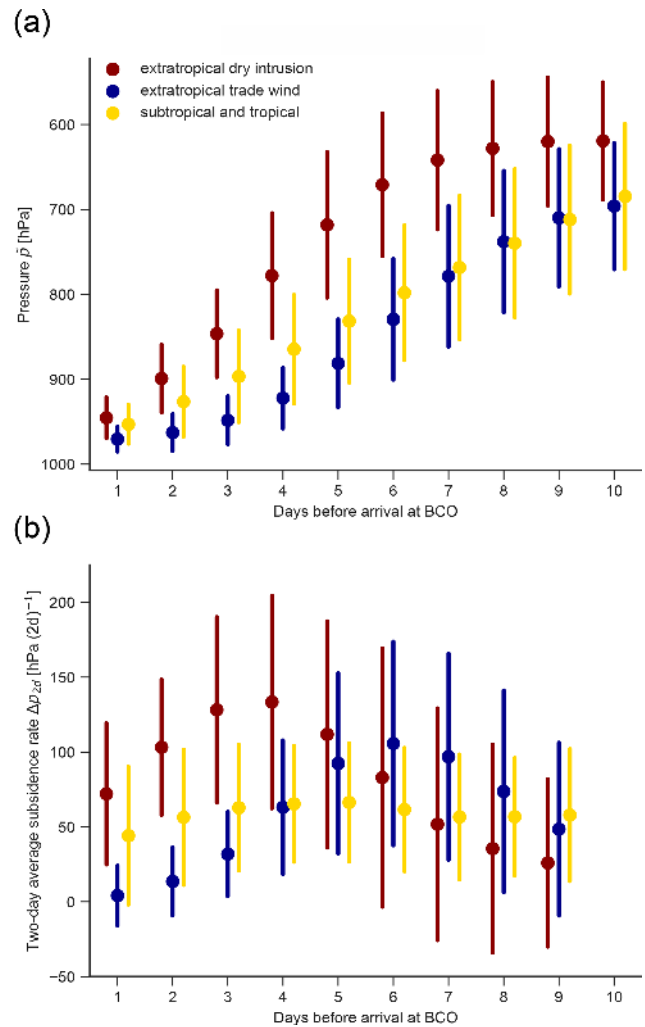 (a)
extratropical dry intrusion
extratropical trade wind
subtropical and tropical
600
700
800
900
1000
Pressure p̃ [hPa]
1 2 3 4 5 6 7 8 9 10
Days before arrival at BCO
(b)
200
150
100
50
0
−50
Two-day average subsidence rate Δp2d [hPa (2d)⁻¹]
1 2 3 4 5 6 7 8 9 10
Days before arrival at BCO